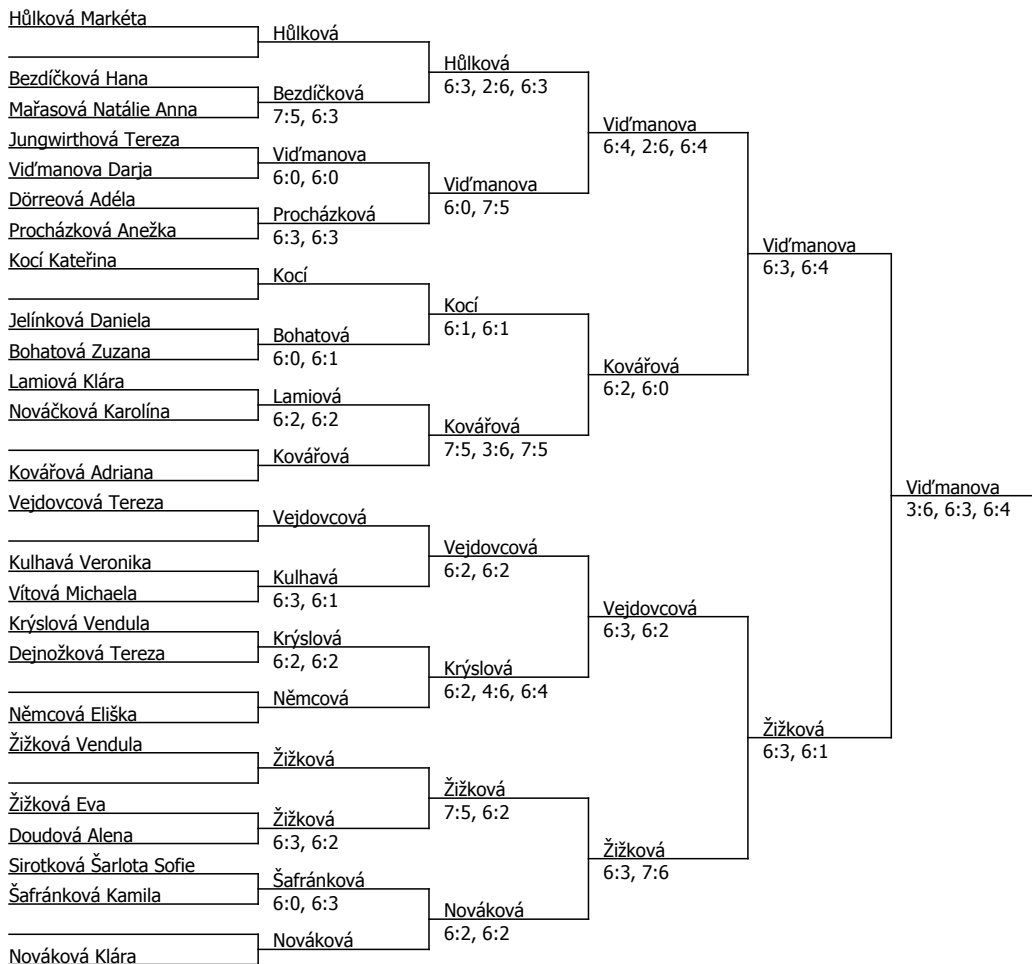 Hůlková Markéta
Bezdíčková Hana
Mařasová Natálie Anna
Jungwirthová Tereza
Viďmanova Darja
Dörreová Adéla
Procházková Anežka
Kocí Kateřina
Jelínková Daniela
Bohatová Zuzana
Lamiová Klára
Nováčková Karolína
Kovářová Adriana
Vejdovcová Tereza
Kulhavá Veronika
Vítová Michaela
Krýslová Vendula
Dejnožková Tereza
Němcová Eliška
Žižková Vendula
Žižková Eva
Doudová Alena
Sirotková Šarlota Sofie
Šafránková Kamila
Nováková Klára
Hůlková
Bezdíčková
7:5, 6:3
Viďmanova
6:0, 6:0
Procházková
6:3, 6:3
Kocí
Bohatová
6:0, 6:1
Lamiová
6:2, 6:2
Kovářová
Vejdovcová
Kulhavá
6:3, 6:1
Krýslová
6:2, 6:2
Němcová
Žižková
Žižková
6:3, 6:2
Šafránková
6:0, 6:3
Nováková
Hůlková
6:3, 2:6, 6:3
Viďmanova
6:0, 7:5
Kocí
6:1, 6:1
Kovářová
7:5, 3:6, 7:5
Vejdovcová
6:2, 6:2
Krýslová
6:2, 4:6, 6:4
Žižková
7:5, 6:2
Nováková
6:2, 6:2
Viďmanova
6:4, 2:6, 6:4
Kovářová
6:2, 6:0
Vejdovcová
6:3, 6:2
Žižková
6:3, 7:6
Viďmanova
6:3, 6:4
Žižková
6:3, 6:1
Viďmanova
3:6, 6:3, 6:4